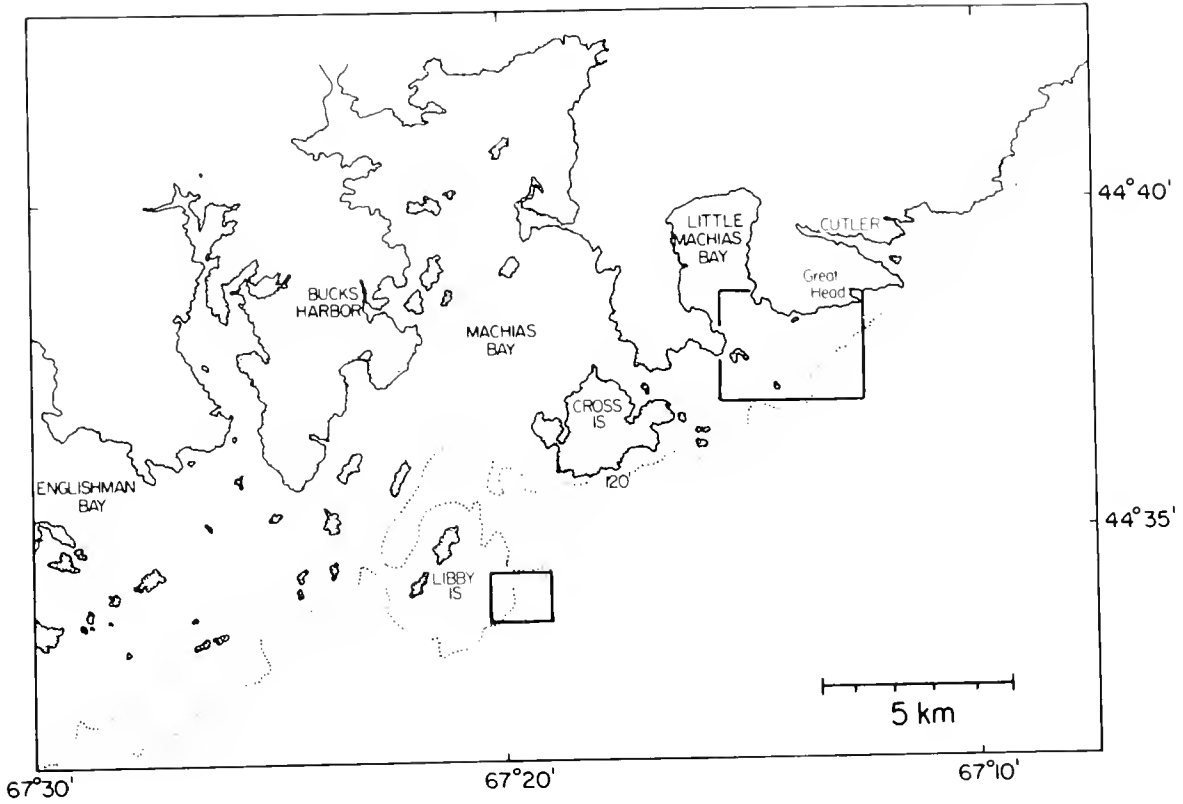 44°40'
CUTLER
LITTLE
MACHIAS
BAY
Great
Head
BUCKS
HARBOR
MACHIAS
BAY
CROSS
IS
120'
ENGLISHMAN
BAY
44°35'
LIBBY
IS
5 km
67°30'
67°20'
67°10'